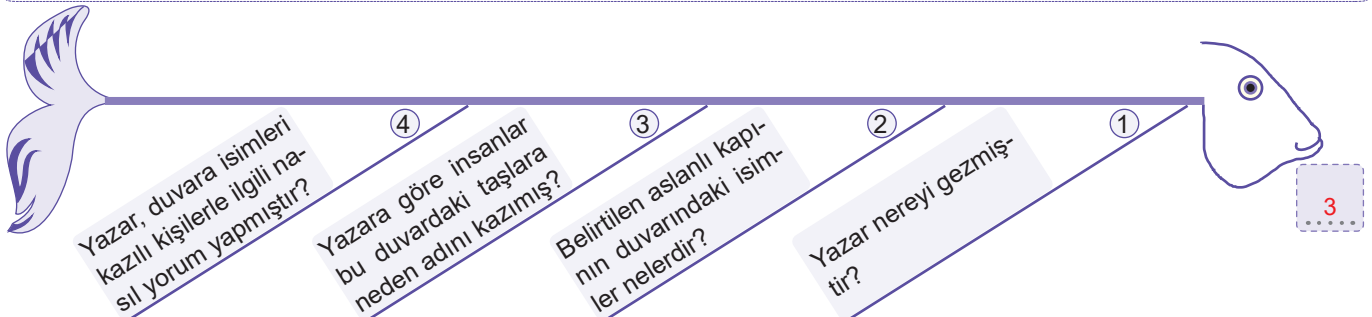 4
Yazar, duvara isimleri
kazılı kişilerle ilgili na-
sıl yorum yapmıştır?
3
Yazara göre insanlar
bu duvardaki taşlara
neden adını kazımış?
2
Belirtilen aslanlı kapı-
nın duvarındaki isim-
ler nelerdir?
1
Yazar nereyi gezmiş-
tir?
3